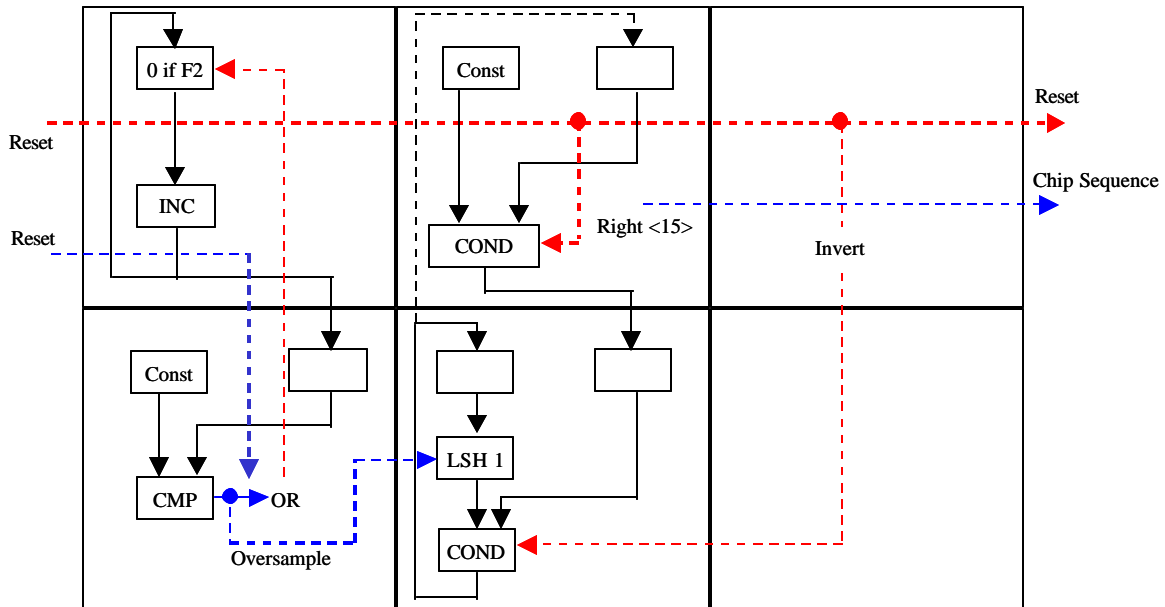 0 if F2
Const
Reset
Reset
Chip Sequence
INC
Reset
COND
Right <15>
Invert
Const
LSH 1
CMP
OR
Oversample
COND